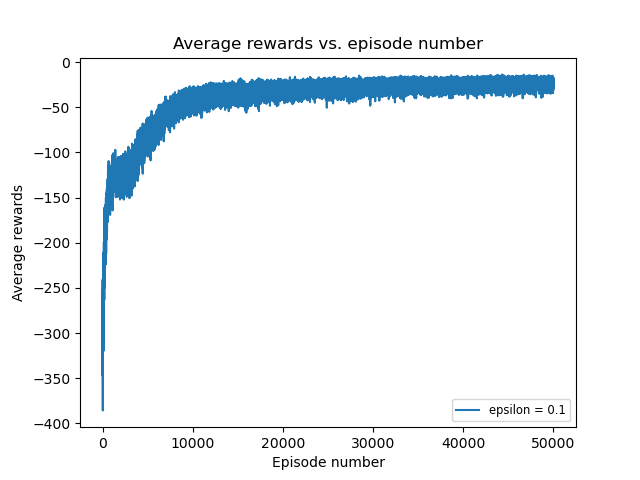 Average rewards vs. episode number
0
−50
−100
−150
−200
−250
−300
−350
−400
Average rewards
epsilon = 0.1
0 10000 20000 30000 40000 50000
Episode number